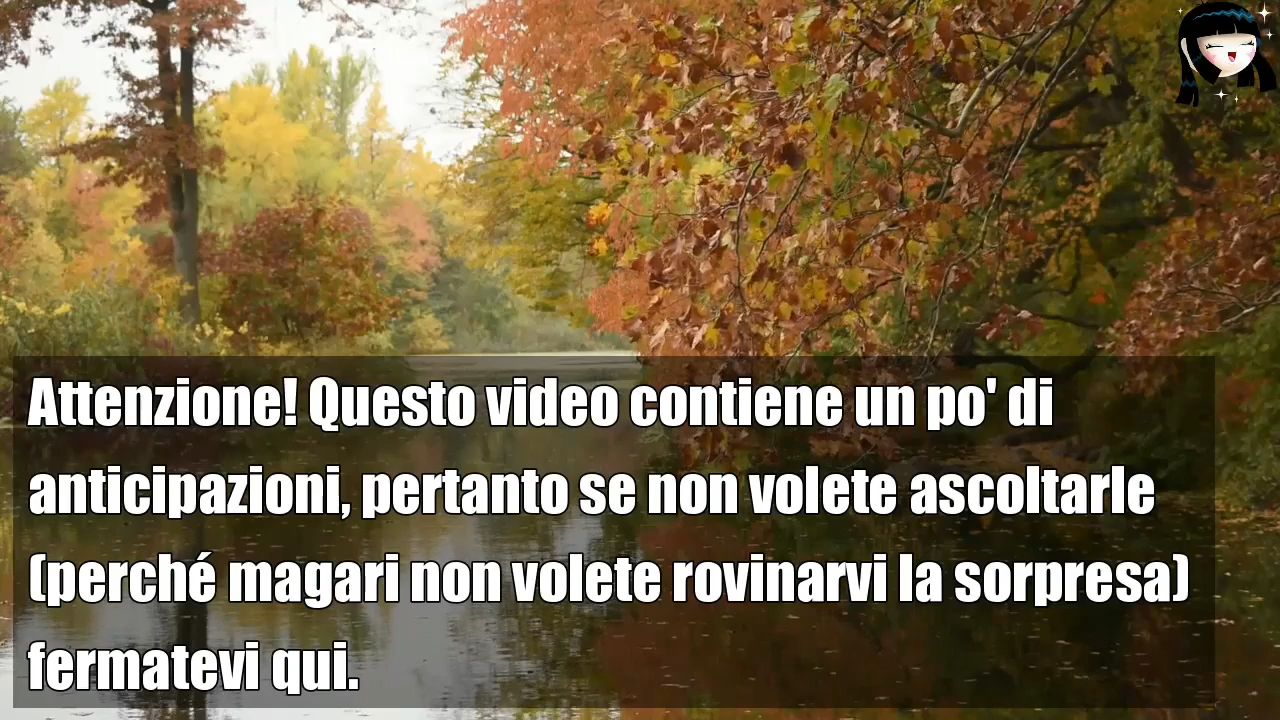 Attenzione! Questo video contiene un po' di
anticipazioni, pertanto se non volete ascoltarle
(perché magari non volete rovinarvi la sorpresa)
fermatevi qui.